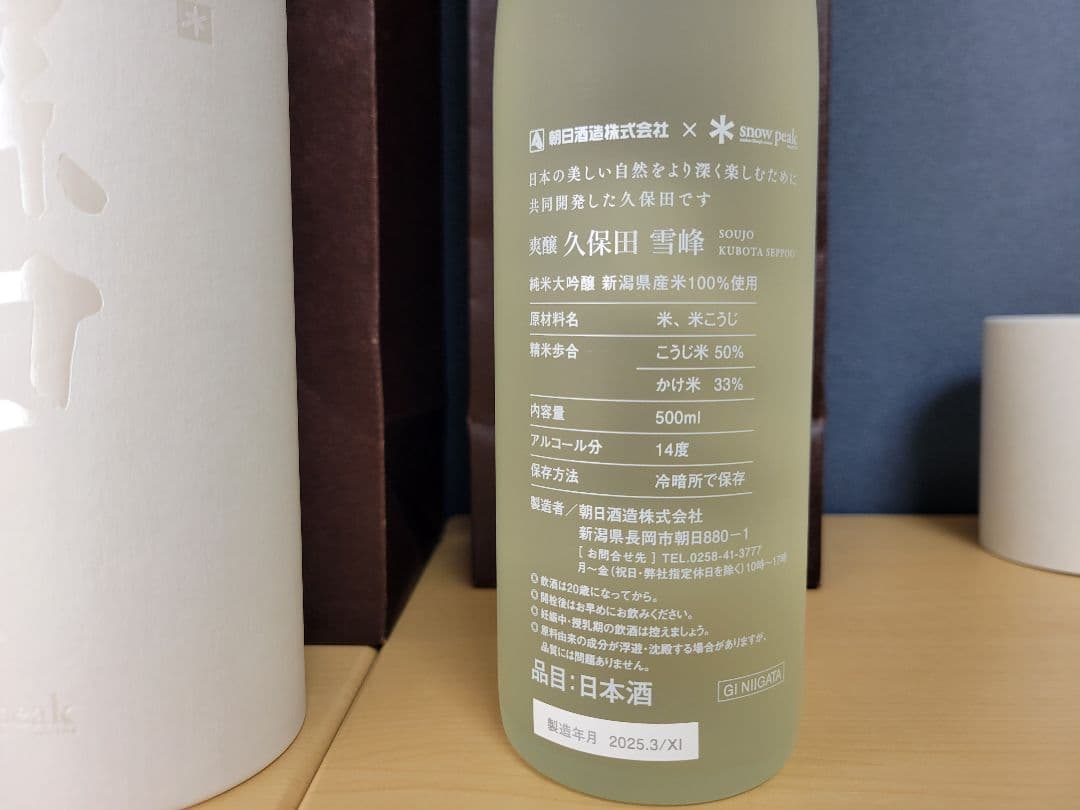 朝日酒造株式会社 × snow peak
日本の美しい自然をより深く楽しむために
共同開発した久保田です
爽醸 久保田 雪峰 SOUJO
KUBOTA SEPPOU
純米大吟醸 新潟県産米100%使用
原材料名 米、米こうじ
精米歩合 こうじ米 50%
かけ米 33%
内容量 500ml
アルコール分 14度
保存方法 冷暗所で保存
製造者／朝日酒造株式会社
新潟県長岡市朝日880−1
[ お問合せ先 ] TEL.0258-41-3777
月〜金(祝日・弊社指定休日を除く)10時〜17時
飲酒は20歳になってから。
開栓後はお早めにお飲みください。
妊娠中・授乳期の飲酒は控えましょう。
原料由来の成分が浮遊・沈殿する場合がありますが、
品質には問題ありません。
品目:日本酒
GI NIIGATA
製造年月 2025.3/XI
eak